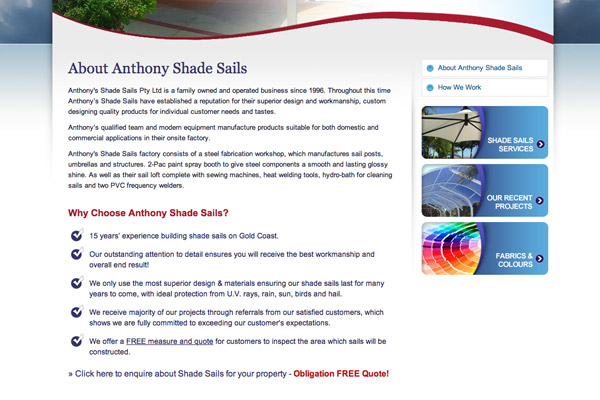 About Anthony Shade Sails
Anthony's Shade Sails Pty Ltd is a family owned and operated business since 1996. Throughout this time
Anthony's Shade Sails have established a reputation for their superior design and workmanship, custom
designing quality products for individual customer needs and tastes.
Anthony's qualified team and modern equipment manufacture products suitable for both domestic and
commercial applications in their onsite factory.
Anthony's Shade Sails factory consists of a steel fabrication workshop, which manufactures sail posts,
umbrellas and structures. 2-Pac paint spray booth to give steel components a smooth and lasting glossy
shine. As well as their sail loft complete with sewing machines, heat welding tools, hydro-bath for cleaning
sails and two PVC frequency welders.
Why Choose Anthony Shade Sails?
15 years' experience building shade sails on Gold Coast.
Our outstanding attention to detail ensures you will receive the best workmanship and
overall end result!
We only use the most superior design & materials ensuring our shade sails last for many
years to come, with ideal protection from U.V. rays, rain, sun, birds and hail.
We receive majority of our projects through referrals from our satisfied customers, which
shows we are fully committed to exceeding our customer's expectations.
We offer a FREE measure and quote for customers to inspect the area which sails will be
constructed.
» Click here to enquire about Shade Sails for your property - Obligation FREE Quote!
About Anthony Shade Sails
How We Work
SHADE SAILS
SERVICES
OUR RECENT
PROJECTS
FABRICS &
COLOURS